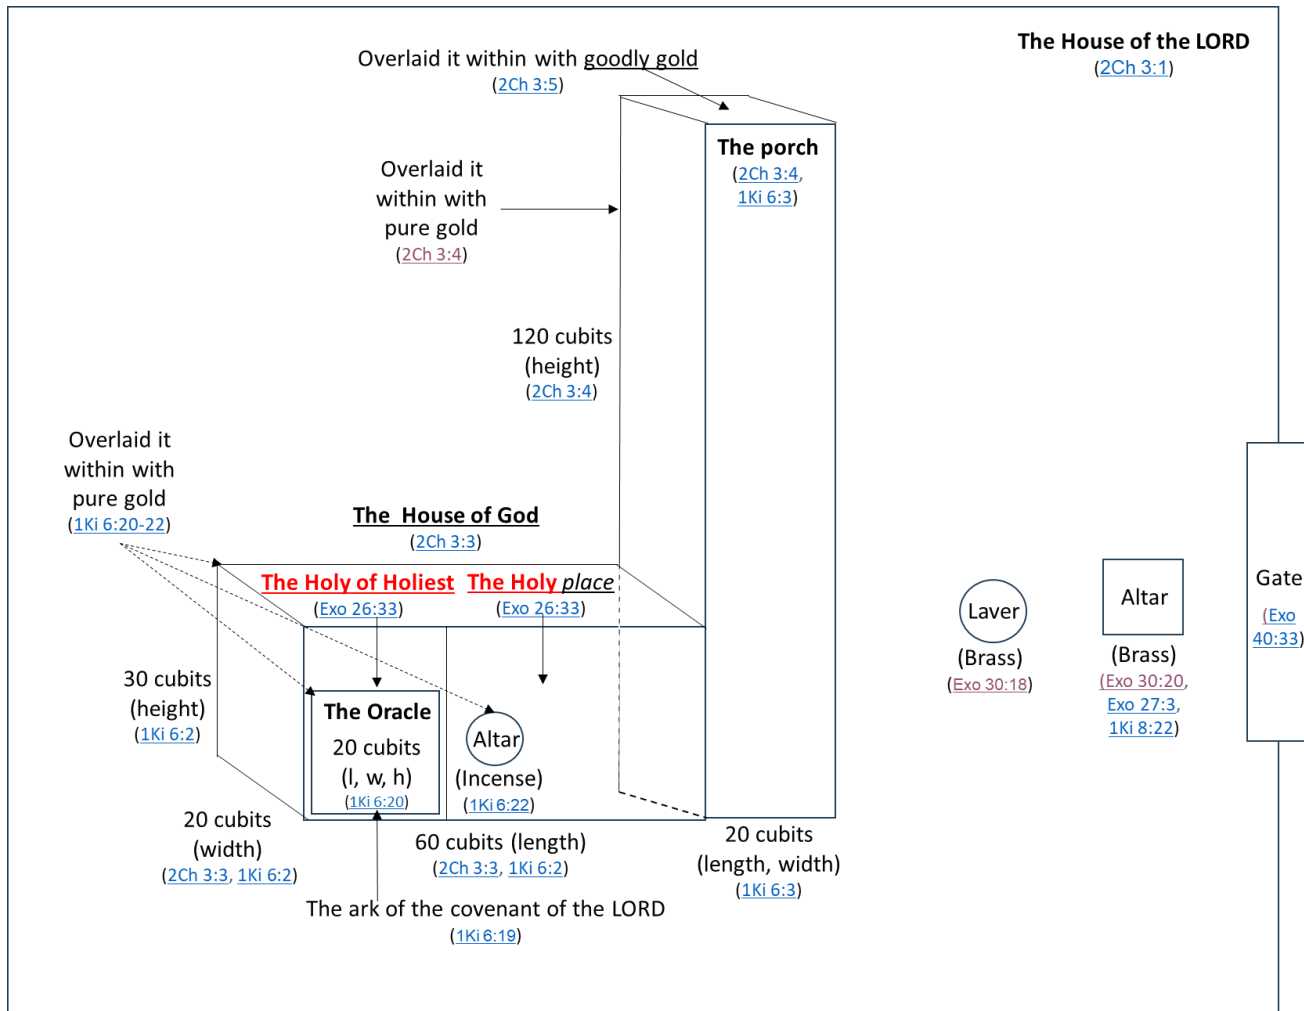 The House of the LORD
(2Ch 3:1)
Overlaid it within with goodly gold
(2Ch 3:5)
The porch
(2Ch 3:4,
1Ki 6:3)
Overlaid it
within with
pure gold
(2Ch 3:4)
120 cubits
(height)
(2Ch 3:4)
Overlaid it
within with
pure gold
(1Ki 6:20-22)
The House of God
(2Ch 3:3)
The Holy of Holiest
(Exo 26:33)
The Holy place
(Exo 26:33)
30 cubits
(height)
(1Ki 6:2)
The Oracle
20 cubits
(l, w, h)
(1Ki 6:20)
Altar
(Incense)
(1Ki 6:22)
20 cubits
(width)
(2Ch 3:3, 1Ki 6:2)
60 cubits (length)
(2Ch 3:3, 1Ki 6:2)
20 cubits
(length, width)
(1Ki 6:3)
The ark of the covenant of the LORD
(1Ki 6:19)
Laver
(Brass)
(Exo 30:18)
Altar
(Brass)
(Exo 30:20,
Exo 27:3,
1Ki 8:22)
Gate
(Exo
40:33)